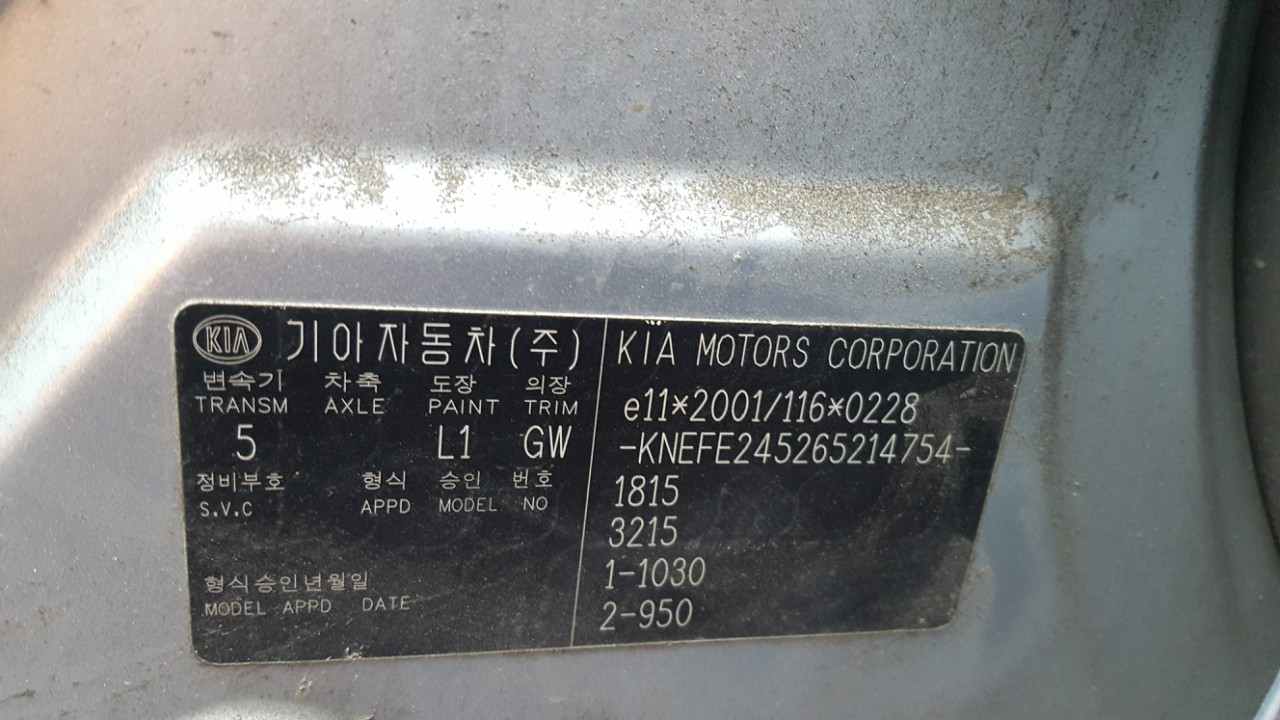 KIA 기아자동차(주)
변속기 차축 도장 의장
TRANSM AXLE PAINT TRIM
5 L1 GW
정비부호 형식 승인 번호
S.V.C APPD MODEL NO
형식승인년월일
MODEL APPD DATE
KIA MOTORS CORPORATION
e11*2001/116*0228
-KNEFE245265214754-
1815
3215
1-1030
2-950